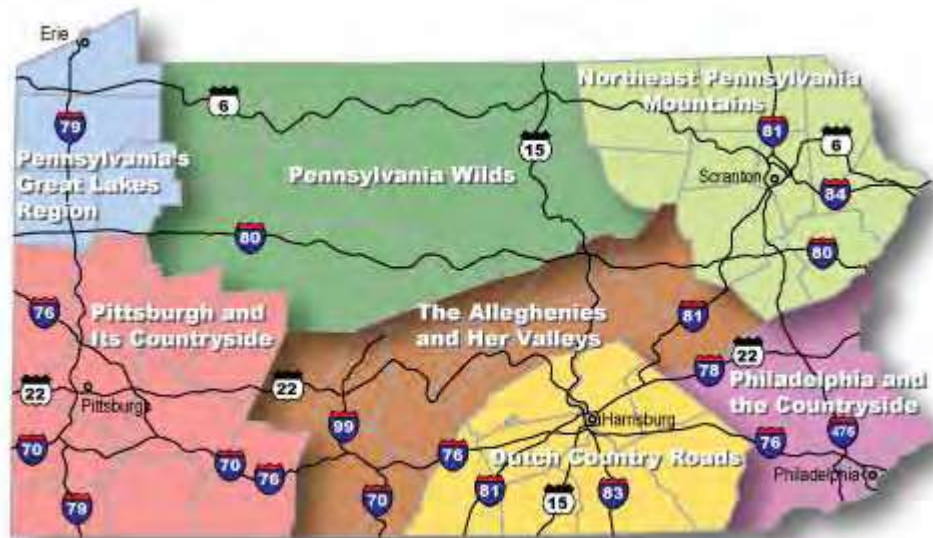 Erie
6
79
15
Northeast Pennsylvania
Mountains
81
6
Pennsylvania's
Great Lakes
Region
Pennsylvania Wilds
Scranton
84
80
80
76
Pittsburgh and
Its Countryside
The Alleghenies
and Her Valleys
81
22
78
22
Pittsburgh
22
Philadelphia and
the Countryside
99
Harrisburg
70
70
76
76
Dutch Country Roads
76
476
Philadelphia
79
70
81
15
83